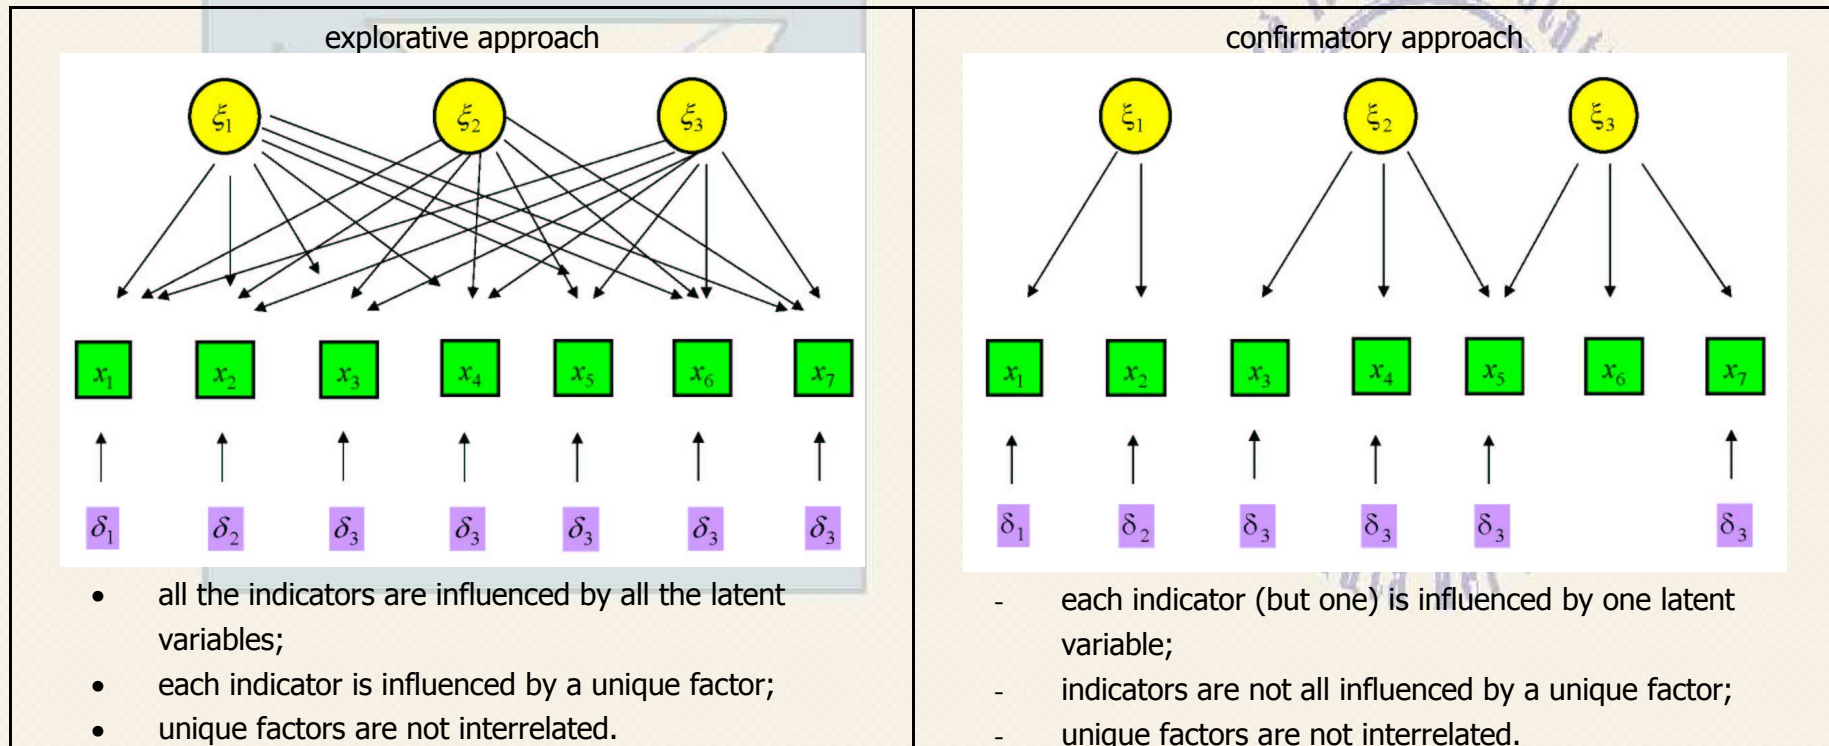 explorative approach
ξ1 ξ2 ξ3
x1 x2 x3 x4 x5 x6 x7
δ1 δ2 δ3 δ3 δ3 δ3 δ3
• all the indicators are influenced by all the latent
variables;
• each indicator is influenced by a unique factor;
• unique factors are not interrelated.
confirmatory approach
ξ1 ξ2 ξ3
x1 x2 x3 x4 x5 x6 x7
δ1 δ2 δ3 δ3 δ3 δ3
- each indicator (but one) is influenced by one latent
variable;
- indicators are not all influenced by a unique factor;
- unique factors are not interrelated.